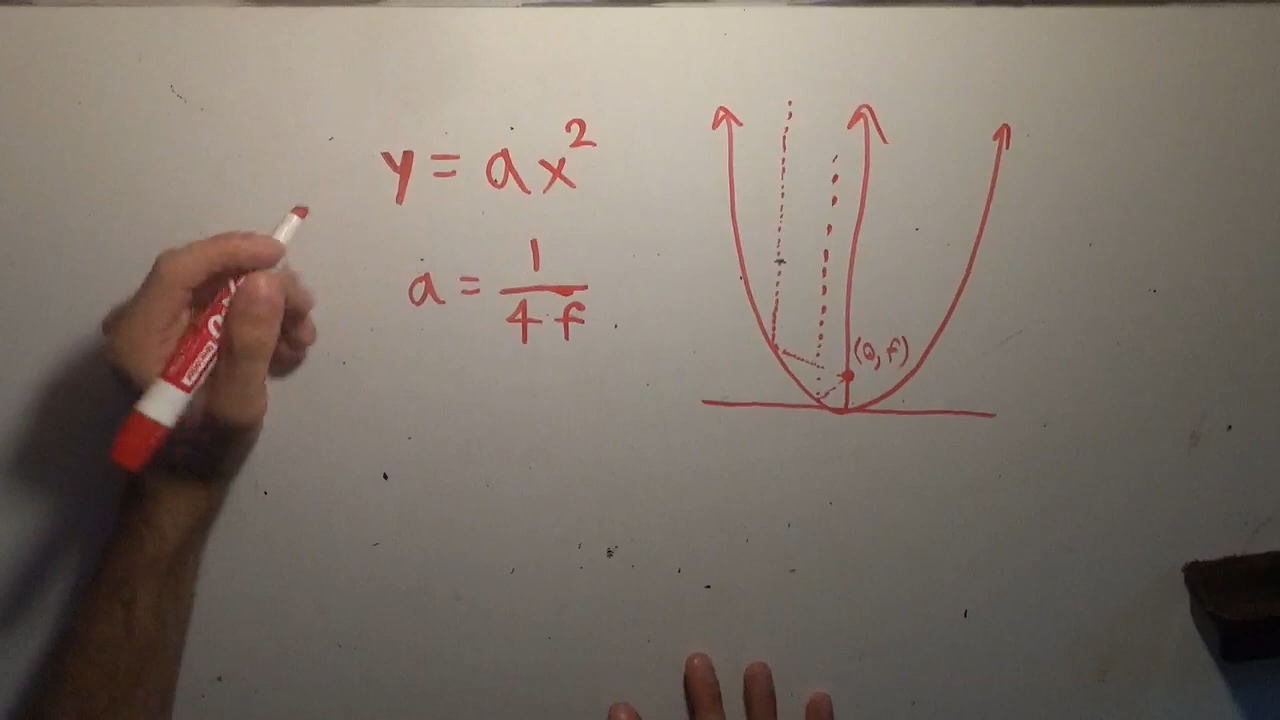 y = ax²
a = 1/4f
(0, f)